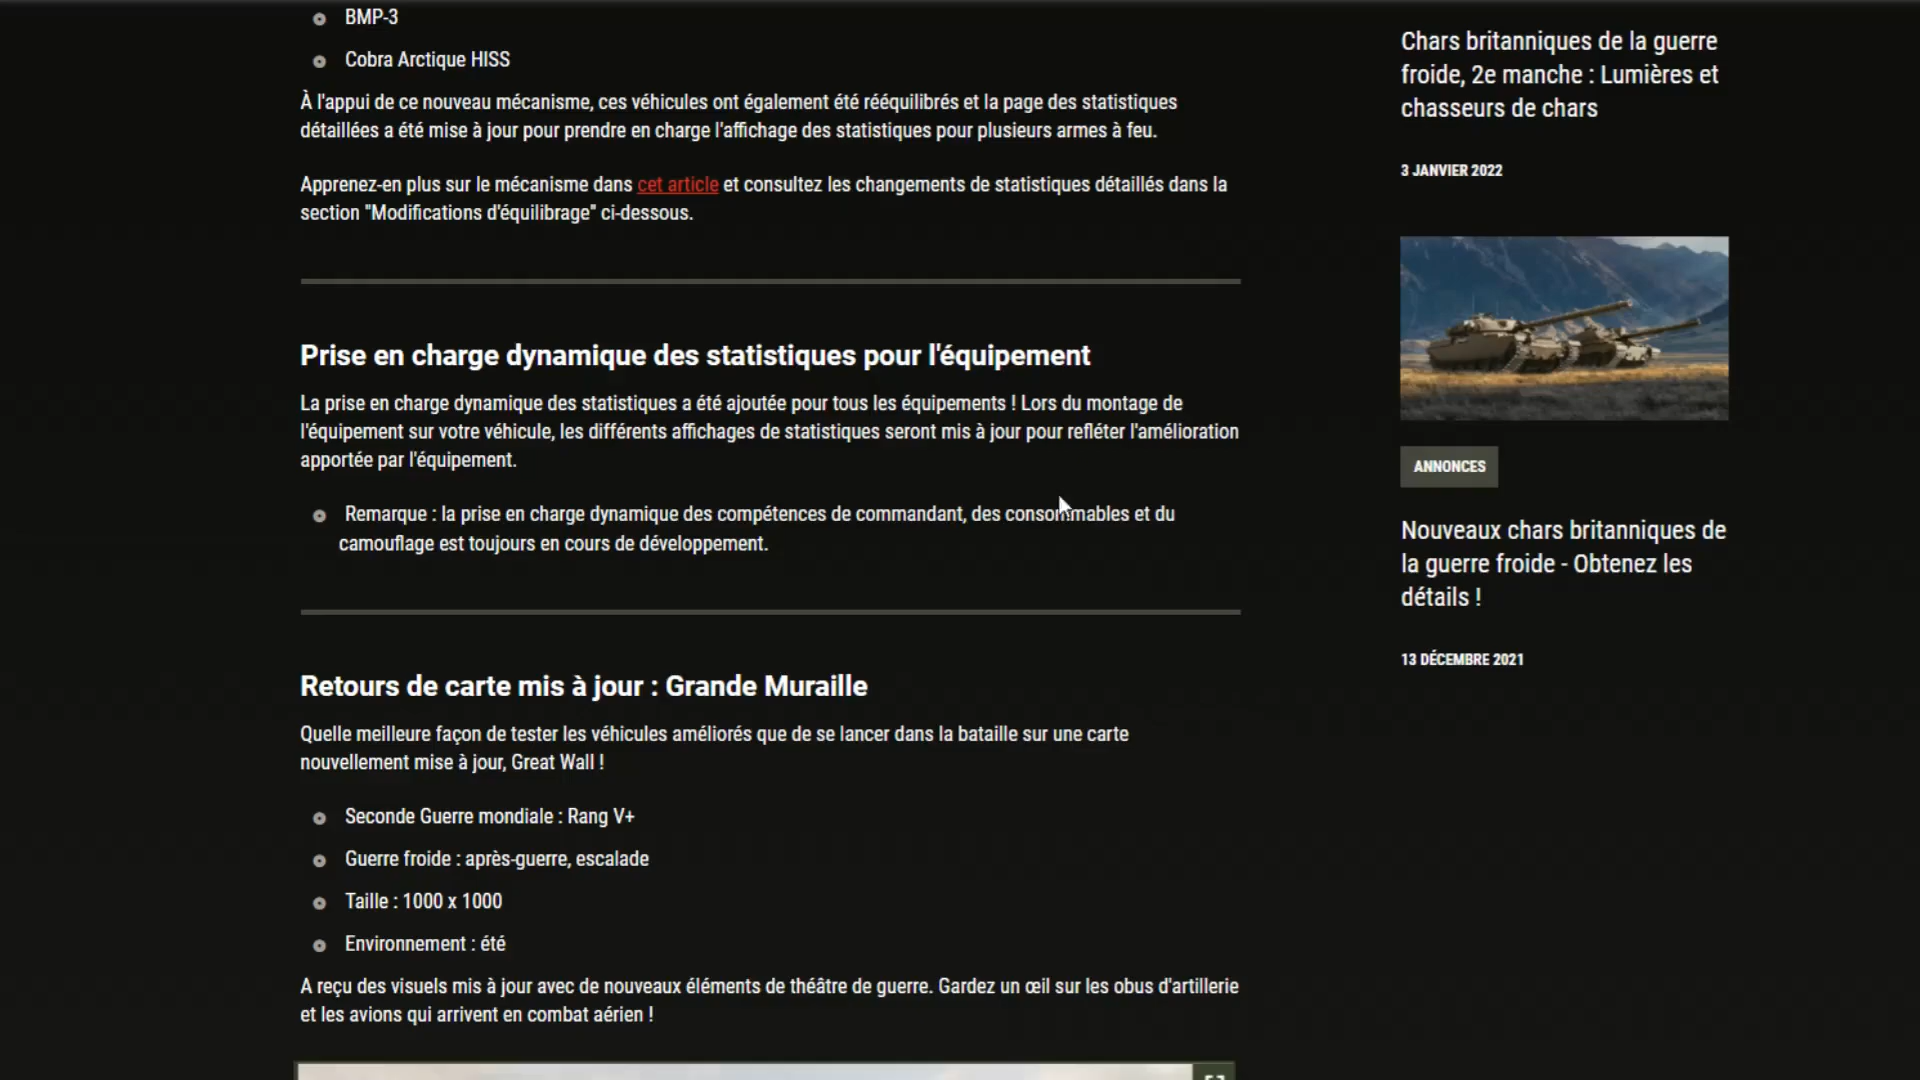 BMP-3
Cobra Arctique HISS
À l'appui de ce nouveau mécanisme, ces véhicules ont également été rééquilibrés et la page des statistiques
détaillées a été mise à jour pour prendre en charge l'affichage des statistiques pour plusieurs armes à feu.
Apprenez-en plus sur le mécanisme dans cet article et consultez les changements de statistiques détaillés dans la
section "Modifications d'équilibrage" ci-dessous.
Prise en charge dynamique des statistiques pour l'équipement
La prise en charge dynamique des statistiques a été ajoutée pour tous les équipements ! Lors du montage de
l'équipement sur votre véhicule, les différents affichages de statistiques seront mis à jour pour refléter l'amélioration
apportée par l'équipement.
Remarque : la prise en charge dynamique des compétences de commandant, des consommables et du
camouflage est toujours en cours de développement.
Retours de carte mis à jour : Grande Muraille
Quelle meilleure façon de tester les véhicules améliorés que de se lancer dans la bataille sur une carte
nouvellement mise à jour, Great Wall !
Seconde Guerre mondiale : Rang V+
Guerre froide : après-guerre, escalade
Taille : 1000 x 1000
Environnement : été
A reçu des visuels mis à jour avec de nouveaux éléments de théâtre de guerre. Gardez un œil sur les obus d'artillerie
et les avions qui arrivent en combat aérien !
Chars britanniques de la guerre
froide, 2e manche : Lumières et
chasseurs de chars
3 JANVIER 2022
ANNONCES
Nouveaux chars britanniques de
la guerre froide - Obtenez les
détails !
13 DÉCEMBRE 2021